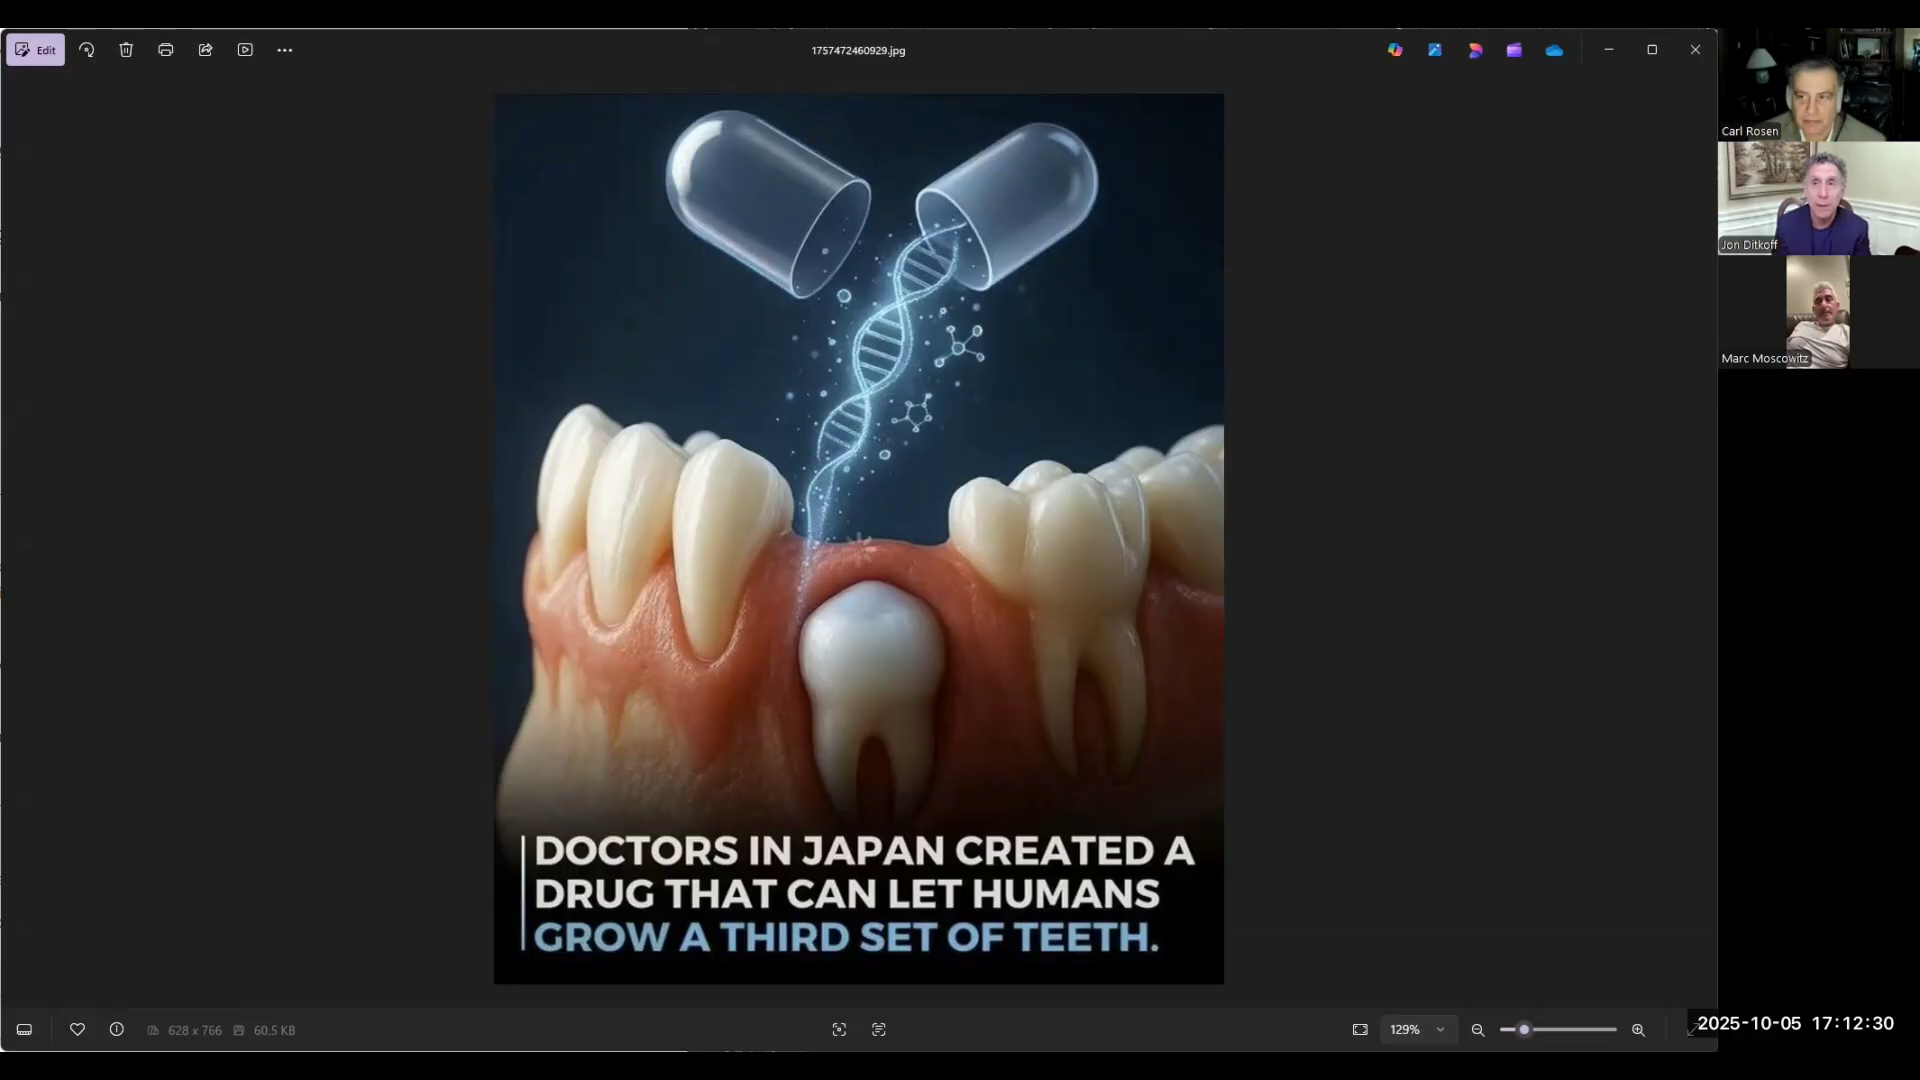 Edit
1757472460929.jpg
Carl Rosen
Jon Ditkoff
Marc Moscowitz
DOCTORS IN JAPAN CREATED A
DRUG THAT CAN LET HUMANS
GROW A THIRD SET OF TEETH.
628 x 766
60.5 KB
129%
2025-10-05 17:12:30